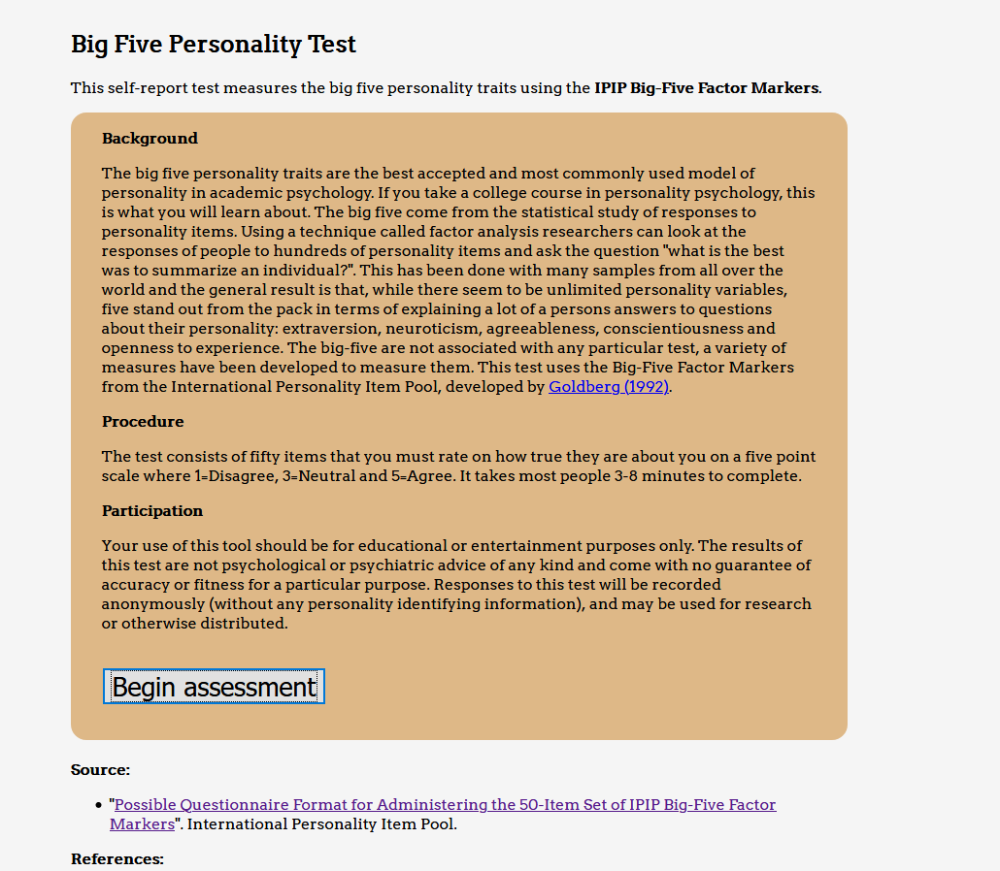 Big Five Personality Test
This self-report test measures the big five personality traits using the IPIP Big-Five Factor Markers.
Background
The big five personality traits are the best accepted and most commonly used model of
personality in academic psychology. If you take a college course in personality psychology, this
is what you will learn about. The big five come from the statistical study of responses to
personality items. Using a technique called factor analysis researchers can look at the
responses of people to hundreds of personality items and ask the question "what is the best
was to summarize an individual?". This has been done with many samples from all over the
world and the general result is that, while there seem to be unlimited personality variables,
five stand out from the pack in terms of explaining a lot of a persons answers to questions
about their personality: extraversion, neuroticism, agreeableness, conscientiousness and
openness to experience. The big-five are not associated with any particular test, a variety of
measures have been developed to measure them. This test uses the Big-Five Factor Markers
from the International Personality Item Pool, developed by Goldberg (1992).
Procedure
The test consists of fifty items that you must rate on how true they are about you on a five point
scale where 1=Disagree, 3=Neutral and 5=Agree. It takes most people 3-8 minutes to complete.
Participation
Your use of this tool should be for educational or entertainment purposes only. The results of
this test are not psychological or psychiatric advice of any kind and come with no guarantee of
accuracy or fitness for a particular purpose. Responses to this test will be recorded
anonymously (without any personality identifying information), and may be used for research
or otherwise distributed.
Begin assessment
Source:
• "Possible Questionnaire Format for Administering the 50-Item Set of IPIP Big-Five Factor
Markers". International Personality Item Pool.
References: